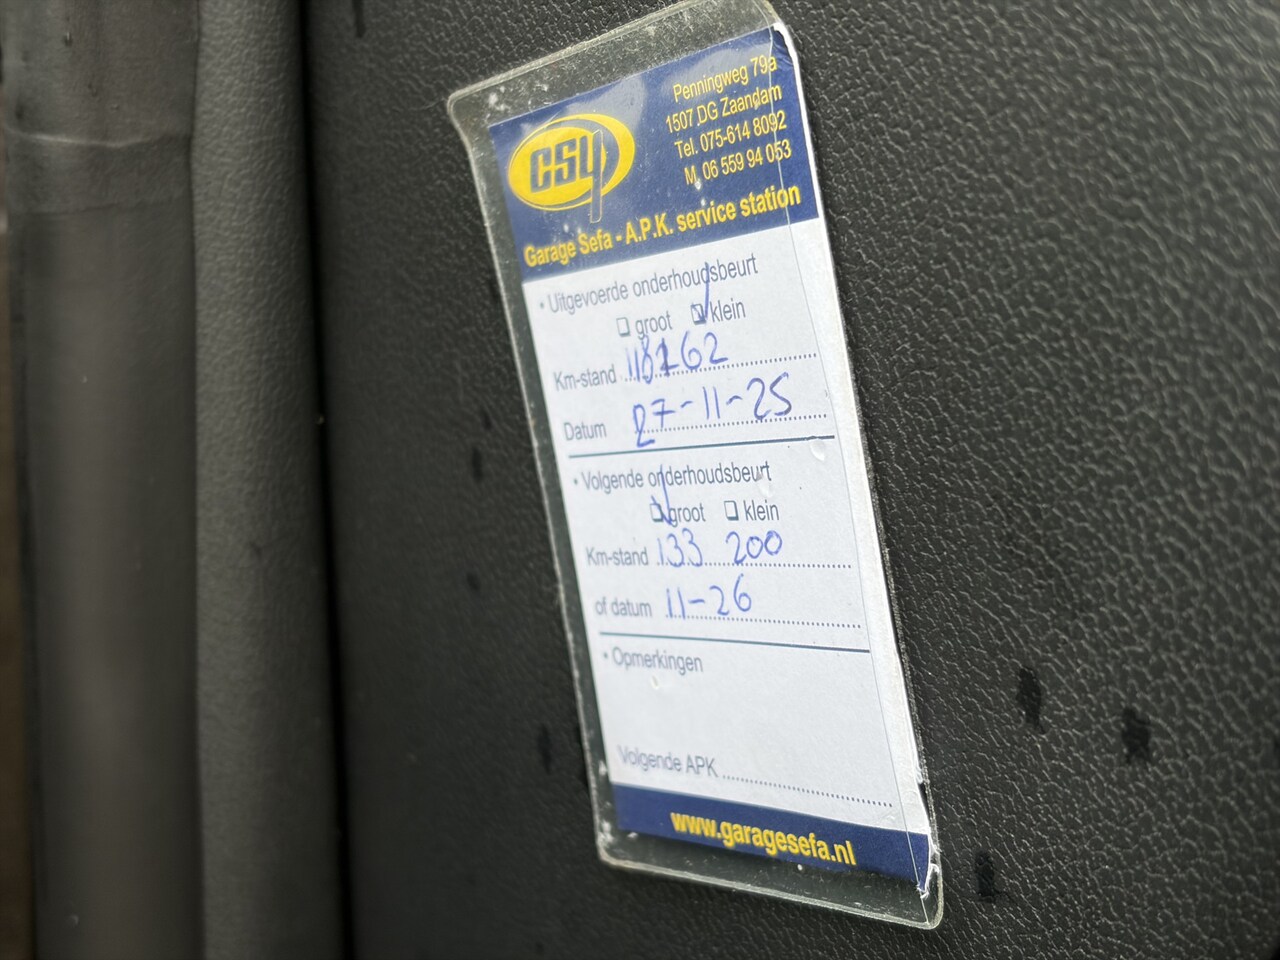 CSY
Penningweg 79a
1507 DG Zaandam
Tel. 075-614 8092
M. 06 559 94 053
Garage Sefa - A.P.K. service station
• Uitgevoerde onderhoudsbeurt
groot klein
Km-stand
Datum 27-11-25
• Volgende onderhoudsbeurt
groot klein
Km-stand 133 200
of datum 11-26
• Opmerkingen
Volgende APK
www.garagesefa.nl